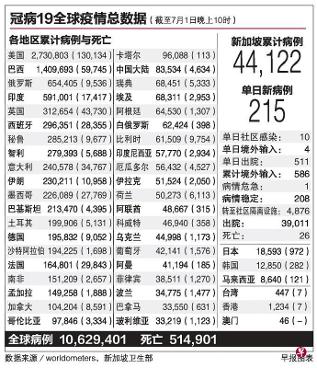 冠病19全球疫情总数据（截至7月1日晚上10时）
各地区累计病例与死亡
美国 2,730,803 (130,134)
巴西 1,409,693 (59,745)
俄罗斯 654,405 (9,536)
印度 591,001 (17,417)
英国 312,654 (43,730)
西班牙 296,351 (28,355)
秘鲁 285,213 (9,677)
智利 279,393 (5,688)
意大利 240,578 (34,767)
伊朗 230,211 (10,958)
墨西哥 226,089 (27,769)
巴基斯坦 213,470 (4,395)
土耳其 199,906 (5,131)
德国 195,832 (9,052)
沙特阿拉伯 194,225 (1,698)
法国 164,801 (29,843)
南非 151,209 (2,657)
孟加拉 149,258 (1,888)
加拿大 104,204 (8,591)
哥伦比亚 97,846 (3,334)
卡塔尔 96,088 (113)
中国大陆 83,534 (4,634)
瑞典 68,451 (5,333)
埃及 68,311 (2,953)
阿根廷 64,530 (1,307)
白俄罗斯 62,424 (398)
比利时 61,509 (9,754)
印度尼西亚 57,770 (2,934)
厄瓜多尔 56,432 (4,527)
伊拉克 51,524 (2,050)
荷兰 50,273 (6,113)
阿联酋 48,667 (315)
科威特 46,940 (358)
乌克兰 44,998 (1,173)
葡萄牙 42,141 (1,576)
阿曼 41,194 (185)
菲律宾 38,511 (1,270)
波兰 34,775 (1,477)
巴拿马 33,550 (631)
玻利维亚 33,219 (1,123)
新加坡累计病例
44,122
单日新病例
215
单日社区感染： 10
单日境外输入： 4
单日出院： 511
累计境外输入： 586
病情危急： 1
病情稳定： 208
转至社区隔离设施： 4,876
出院： 39,011
死亡： 26
日本 18,593 (972)
韩国 12,850 (282)
马来西亚 8,640 (121)
台湾 447 (7)
香港 1,234 (7)
澳门 46 (-)
全球病例 10,629,401 死亡 514,901
数据来源／worldometers、新加坡卫生部
早报图表